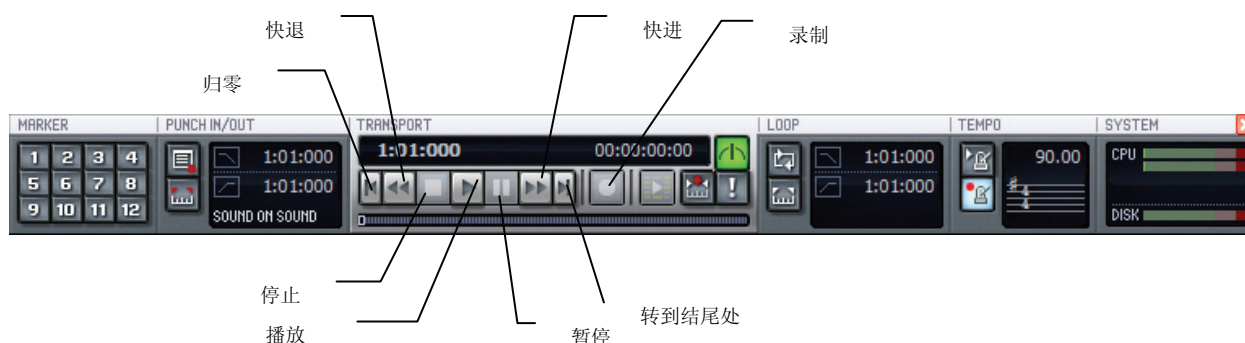 快退
快进
录制
归零
MARKER
PUNCH IN/OUT
TRANSPORT
LOOP
TEMPO
SYSTEM
1 2 3 4
5 6 7 8
9 10 11 12
1:01:000
1:01:000
SOUND ON SOUND
1:01:000
00:00:00:00
1:01:000
1:01:000
90.00
4
4
CPU
DISK
停止
播放
暂停
转到结尾处